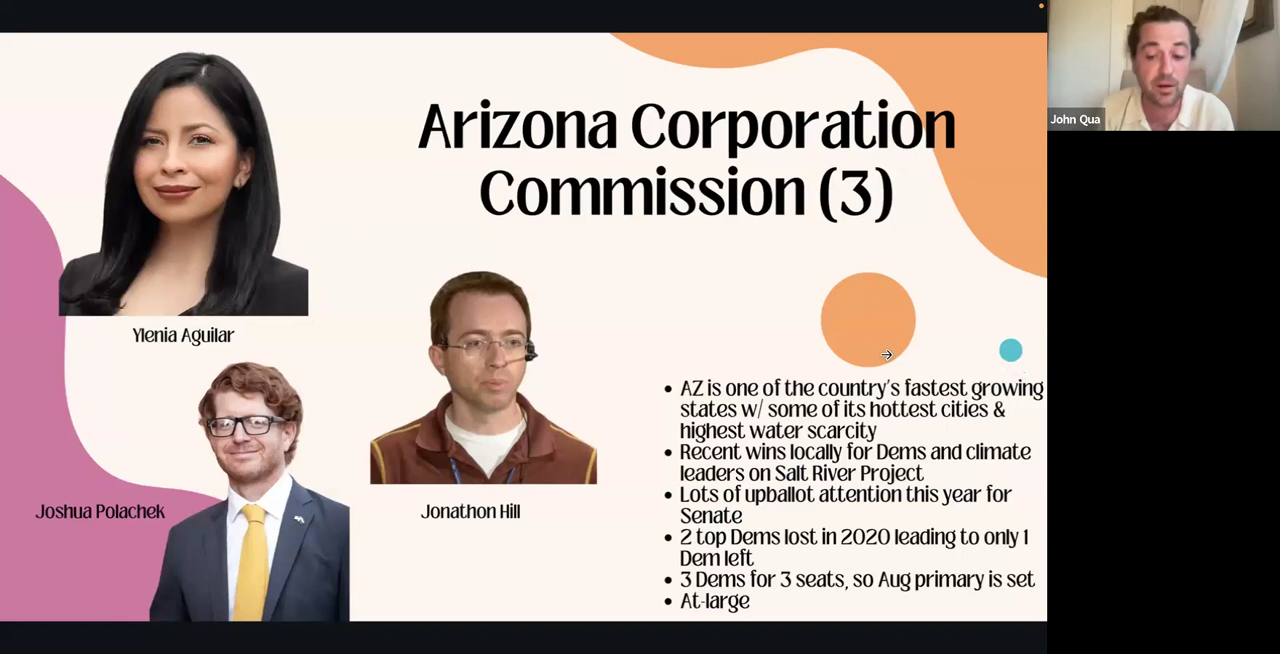 Arizona Corporation
Commission (3)
John Qua
Ylenia Aguilar
Joshua Polachek
Jonathon Hill
• AZ is one of the country's fastest growing
states w/ some of its hottest cities &
highest water scarcity
• Recent wins locally for Dems and climate
leaders on Salt River Project
• Lots of upballot attention this year for
Senate
• 2 top Dems lost in 2020 leading to only 1
Dem left
• 3 Dems for 3 seats, so Aug primary is set
• At-large